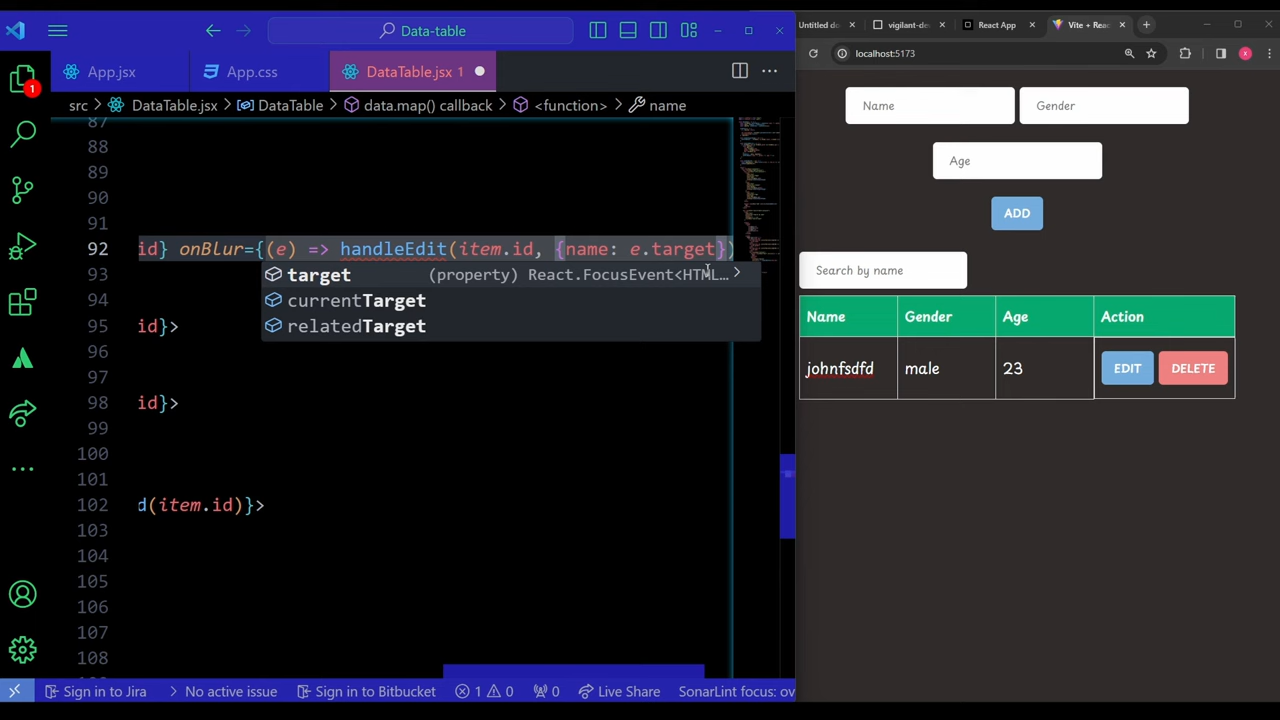 Data-table
App.jsx
App.css
DataTable.jsx 1
src > DataTable.jsx > DataTable > data.map() callback > <function> > name
87
88
89
90
91
92 id} onBlur={(e) => handleEdit(item.id, {name: e.target})
93
94
95 id}>
96
97
98 id}>
99
100
101
102 d(item.id)}>
103
104
105
106
107
108
target (property) React.FocusEvent<HTML… >
currentTarget
relatedTarget
1
Sign in to Jira
No active issue
Sign in to Bitbucket
1 0
0
Live Share
SonarLint focus: ov
Untitled do
vigilant-de
React App
Vite + Rea
localhost:5173
x
Name
Gender
Age
ADD
Search by name
Name Gender Age Action
johnfsdfd male 23 EDIT DELETE